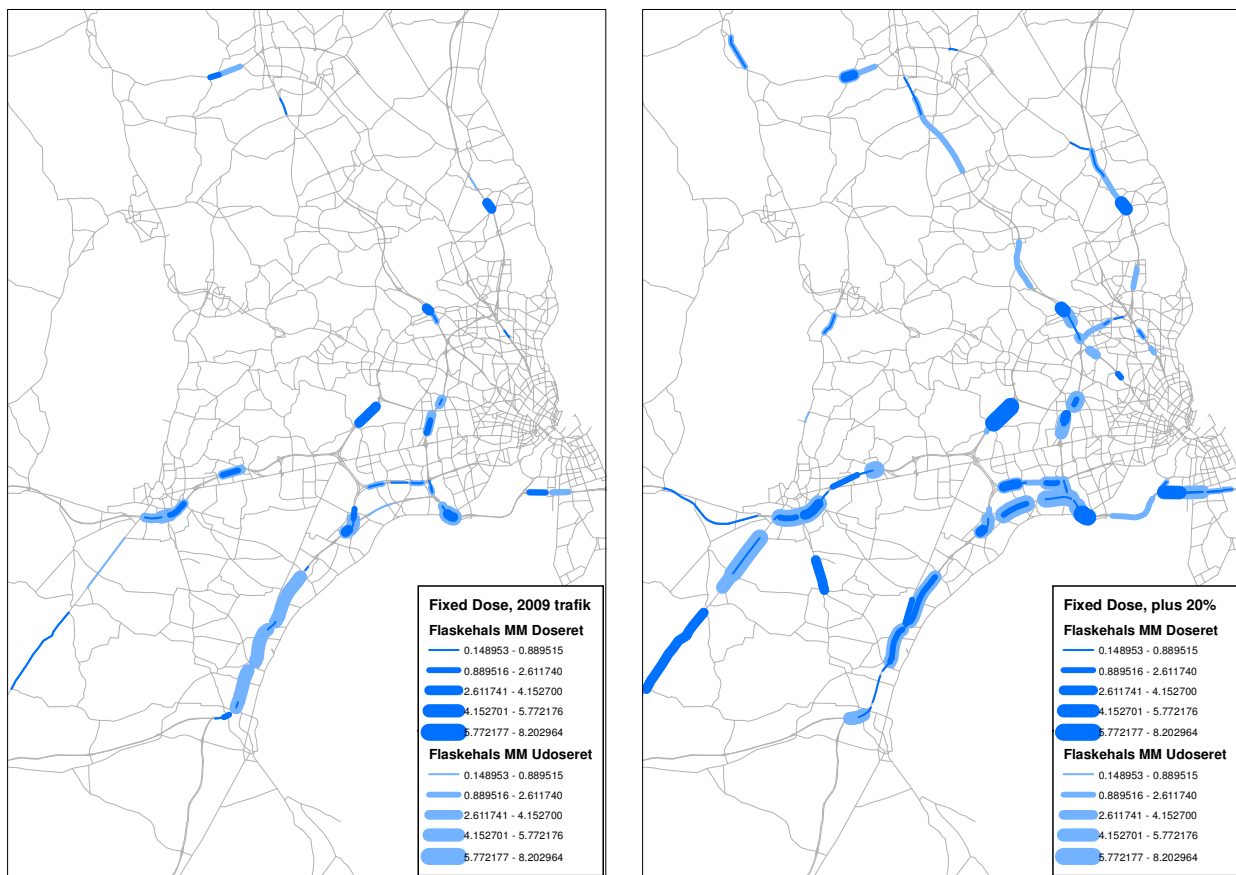 Fixed Dose, 2009 trafik
Flaskehals MM Doseret
0.148953 - 0.889515
0.889516 - 2.611740
2.611741 - 4.152700
4.152701 - 5.772176
5.772177 - 8.202964
Flaskehals MM Udoseret
0.148953 - 0.889515
0.889516 - 2.611740
2.611741 - 4.152700
4.152701 - 5.772176
5.772177 - 8.202964
Fixed Dose, plus 20%
Flaskehals MM Doseret
0.148953 - 0.889515
0.889516 - 2.611740
2.611741 - 4.152700
4.152701 - 5.772176
5.772177 - 8.202964
Flaskehals MM Udoseret
0.148953 - 0.889515
0.889516 - 2.611740
2.611741 - 4.152700
4.152701 - 5.772176
5.772177 - 8.202964